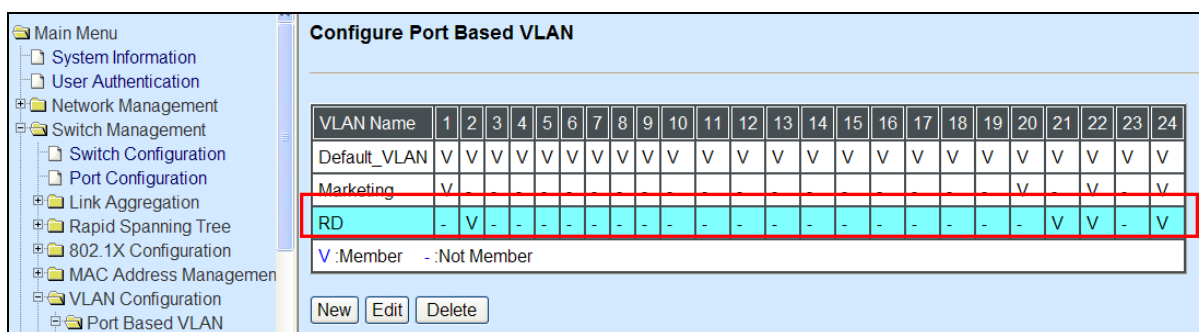 Main Menu
System Information
User Authentication
Network Management
Switch Management
Switch Configuration
Port Configuration
Link Aggregation
Rapid Spanning Tree
802.1X Configuration
MAC Address Managemen
VLAN Configuration
Port Based VLAN
Configure Port Based VLAN
VLAN Name 1 2 3 4 5 6 7 8 9 10 11 12 13 14 15 16 17 18 19 20 21 22 23 24
Default_VLAN V V V V V V V V V V V V V V V V V V V V V V V V
Marketing V - - - - - - - - - - - - - - - - - - V - V - V
RD - V - - - - - - - - - - - - - - - - - - V V - V
V :Member - :Not Member
New Edit Delete